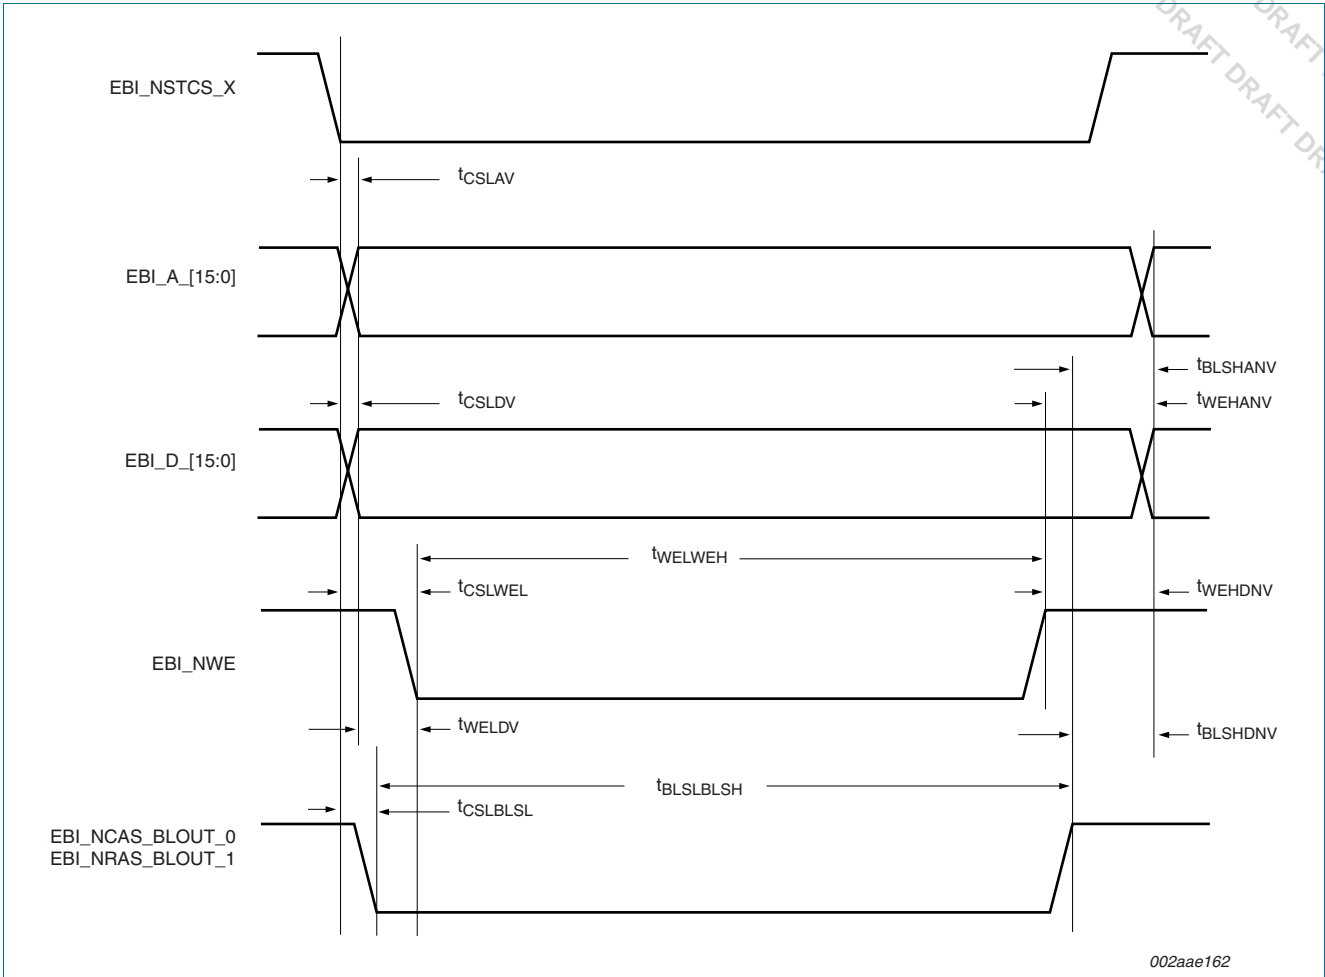 DRAFT DRAFT DRA
DRAFT
EBI_NSTCS_X
tCSLAV
EBI_A_[15:0]
tBLSHANV
tCSLDV
tWEHANV
EBI_D_[15:0]
tWELWEH
tCSLWEL
tWEHDNV
EBI_NWE
tWELDV
tBLSHDNV
tBLSLBLSH
tCSLBLSL
EBI_NCAS_BLOUT_0
EBI_NRAS_BLOUT_1
002aae162